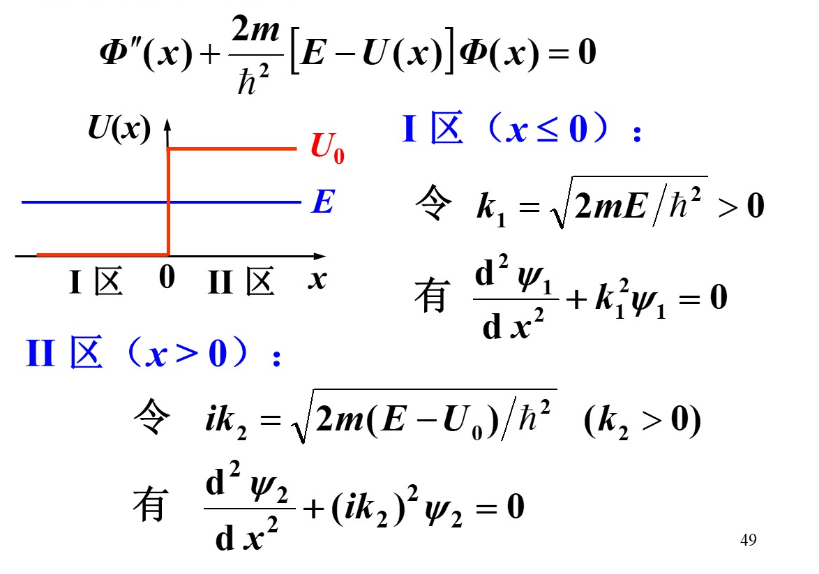 Φ″(x) + 2m/ħ² [E − U(x)]Φ(x) = 0
U(x)
U₀
E
I 区 0 II 区 x
I 区（x ≤ 0）：
令 k₁ = √(2mE/ħ²) > 0
有 d²ψ₁/dx² + k₁²ψ₁ = 0
II 区（x > 0）：
令 ik₂ = √(2m(E − U₀)/ħ²) (k₂ > 0)
有 d²ψ₂/dx² + (ik₂)²ψ₂ = 0
49